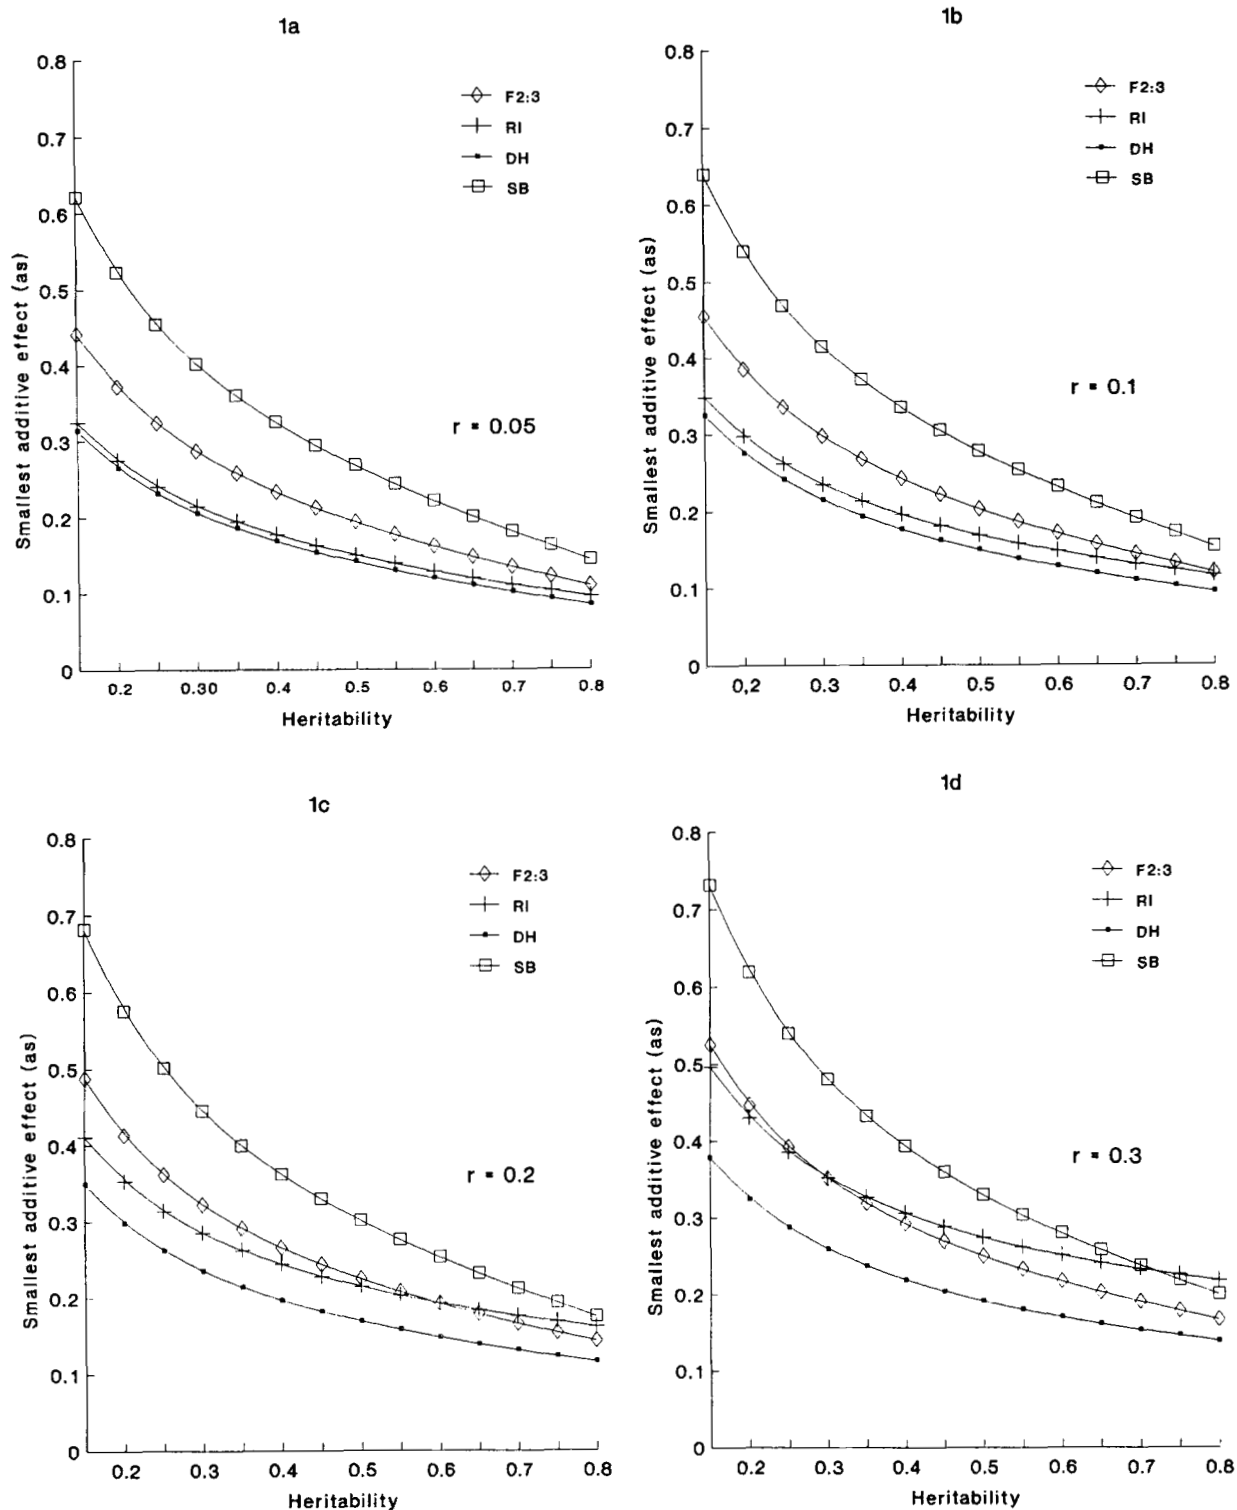 1a
0.8
0.7
0.6
0.5
0.4
0.3
0.2
0.1
0
Smallest additive effect (as)
F2:3
RI
DH
SB
r = 0.05
0.2 0.30 0.4 0.5 0.6 0.7 0.8
Heritability
1b
0.8
0.7
0.6
0.5
0.4
0.3
0.2
0.1
0
Smallest additive effect (as)
F2:3
RI
DH
SB
r = 0.1
0,2 0.3 0.4 0.5 0.6 0.7 0.8
Heritability
1c
0.8
0.7
0.6
0.5
0.4
0.3
0.2
0.1
0
Smallest additive effect (as)
F2:3
RI
DH
SB
r = 0.2
0.2 0.3 0.4 0.5 0.6 0.7 0.8
Heritability
1d
0.8
0.7
0.6
0.5
0.4
0.3
0.2
0.1
0
Smallest additive effect (as)
F2:3
RI
DH
SB
r = 0.3
0.2 0.3 0.4 0.5 0.6 0.7 0.8
Heritability